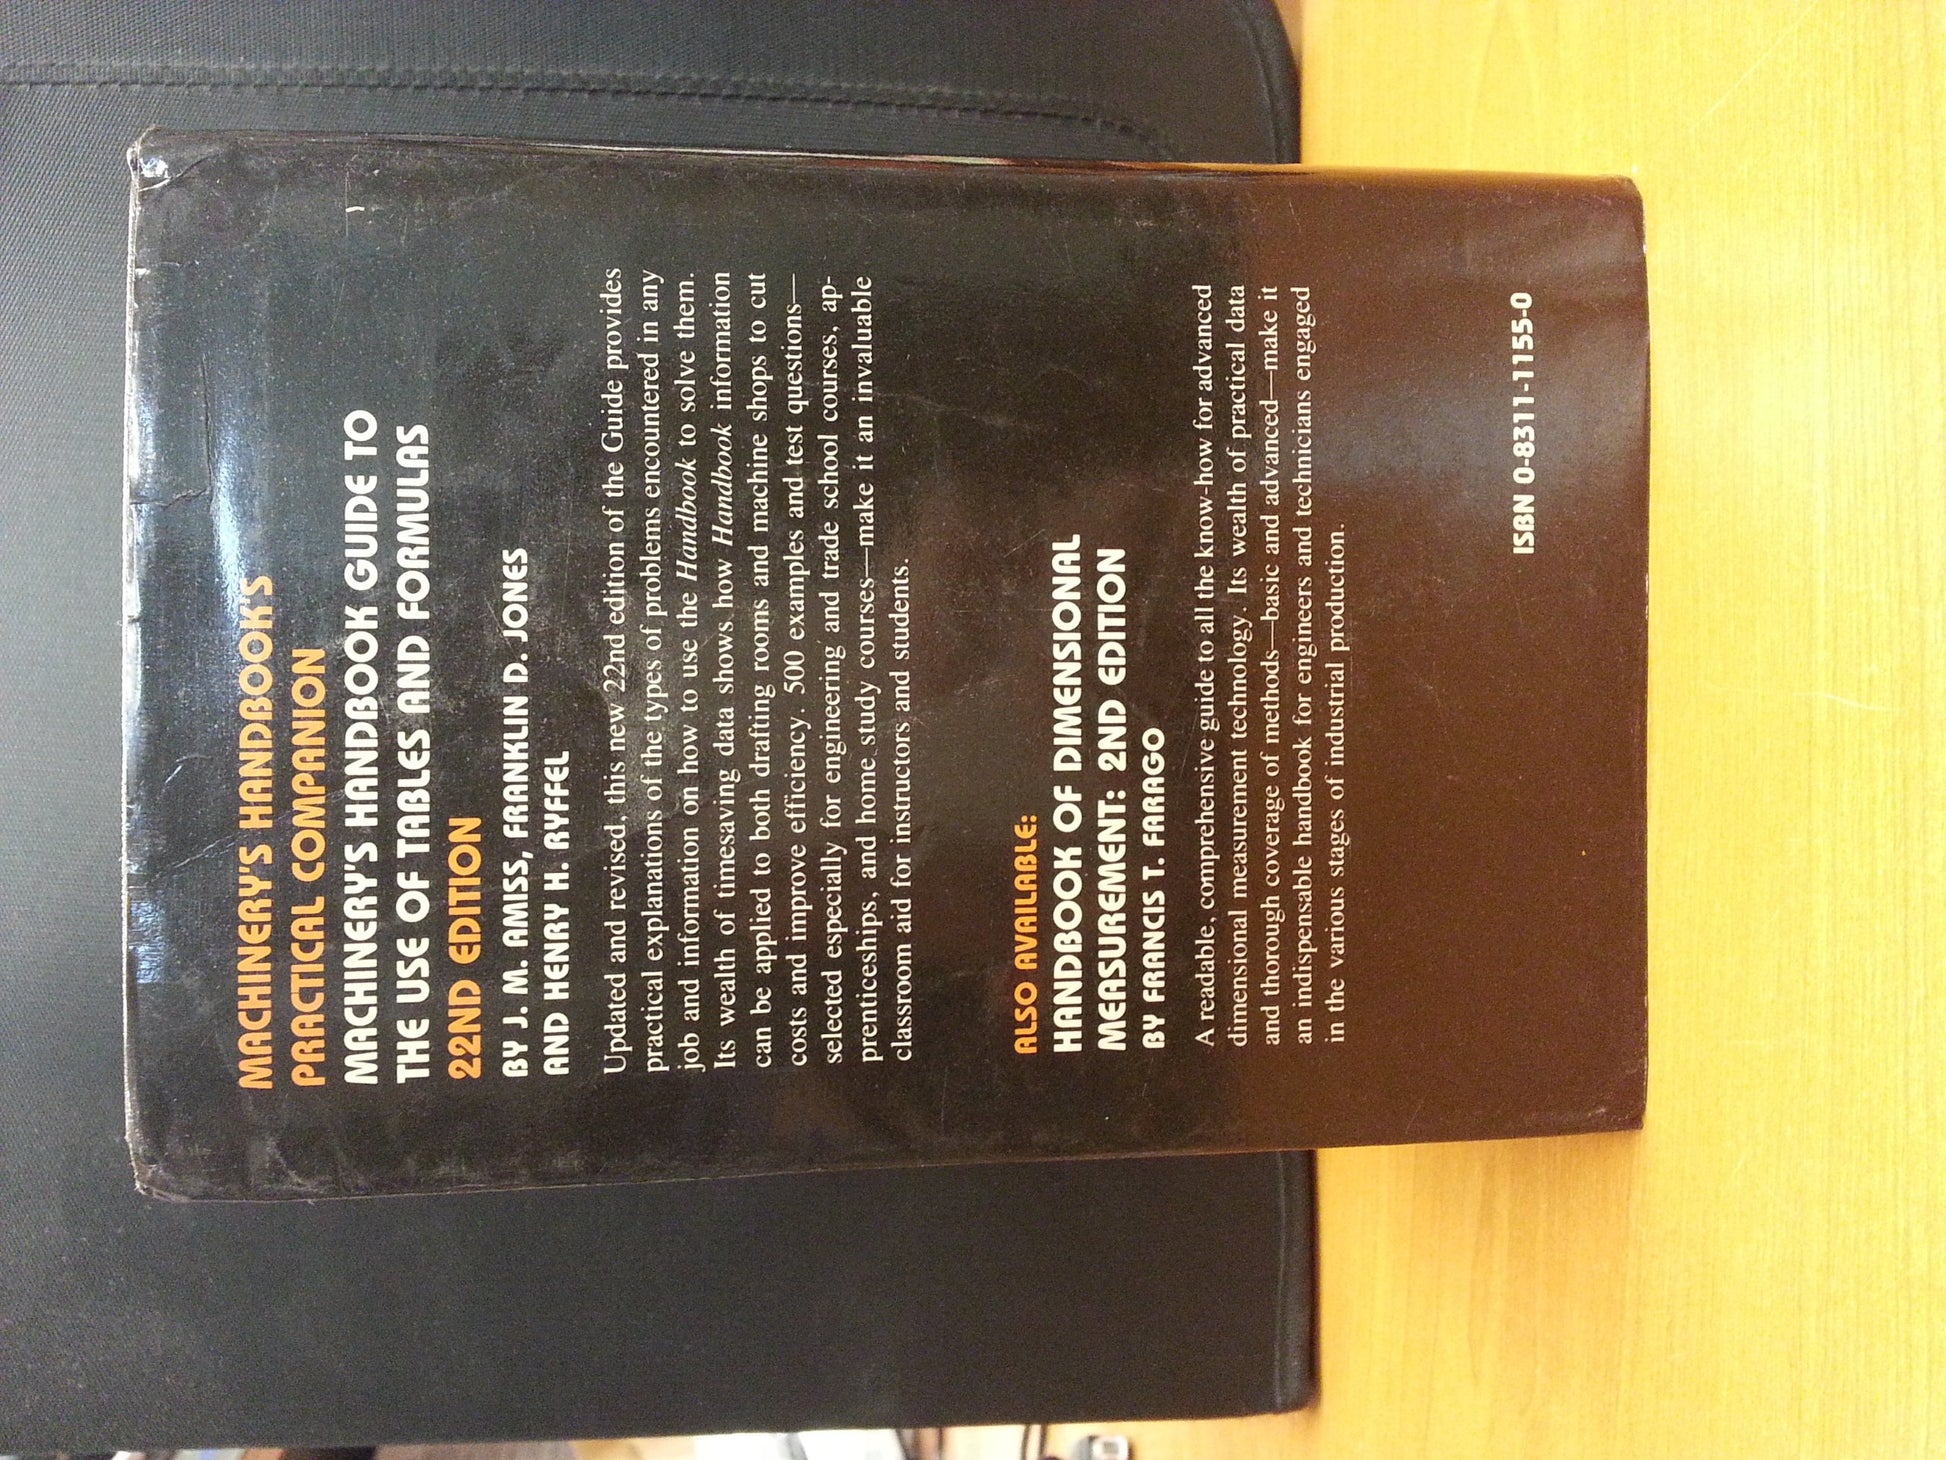 MACHINERY'S HANDBOOK'S
PRACTICAL COMPANION
MACHINERY'S HANDBOOK GUIDE TO
THE USE OF TABLES AND FORMULAS
22ND EDITION
BY J. M. AMISS, FRANKLIN D. JONES
AND HENRY H. RYFFEL
Updated and revised, this new 22nd edition of the Guide provides
practical explanations of the types of problems encountered in any
job and information on how to use the Handbook to solve them.
Its wealth of timesaving data shows how Handbook information
can be applied to both drafting rooms and machine shops to cut
costs and improve efficiency. 500 examples and test questions—
selected especially for engineering and trade school courses, ap-
prenticeships, and home study courses—make it an invaluable
classroom aid for instructors and students.
ALSO AVAILABLE:
HANDBOOK OF DIMENSIONAL
MEASUREMENT: 2ND EDITION
BY FRANCIS T. FARAGO
A readable, comprehensive guide to all the know-how for advanced
dimensional measurement technology. Its wealth of practical data
and thorough coverage of methods—basic and advanced—make it
an indispensable handbook for engineers and technicians engaged
in the various stages of industrial production.
ISBN 0-8311-1155-0